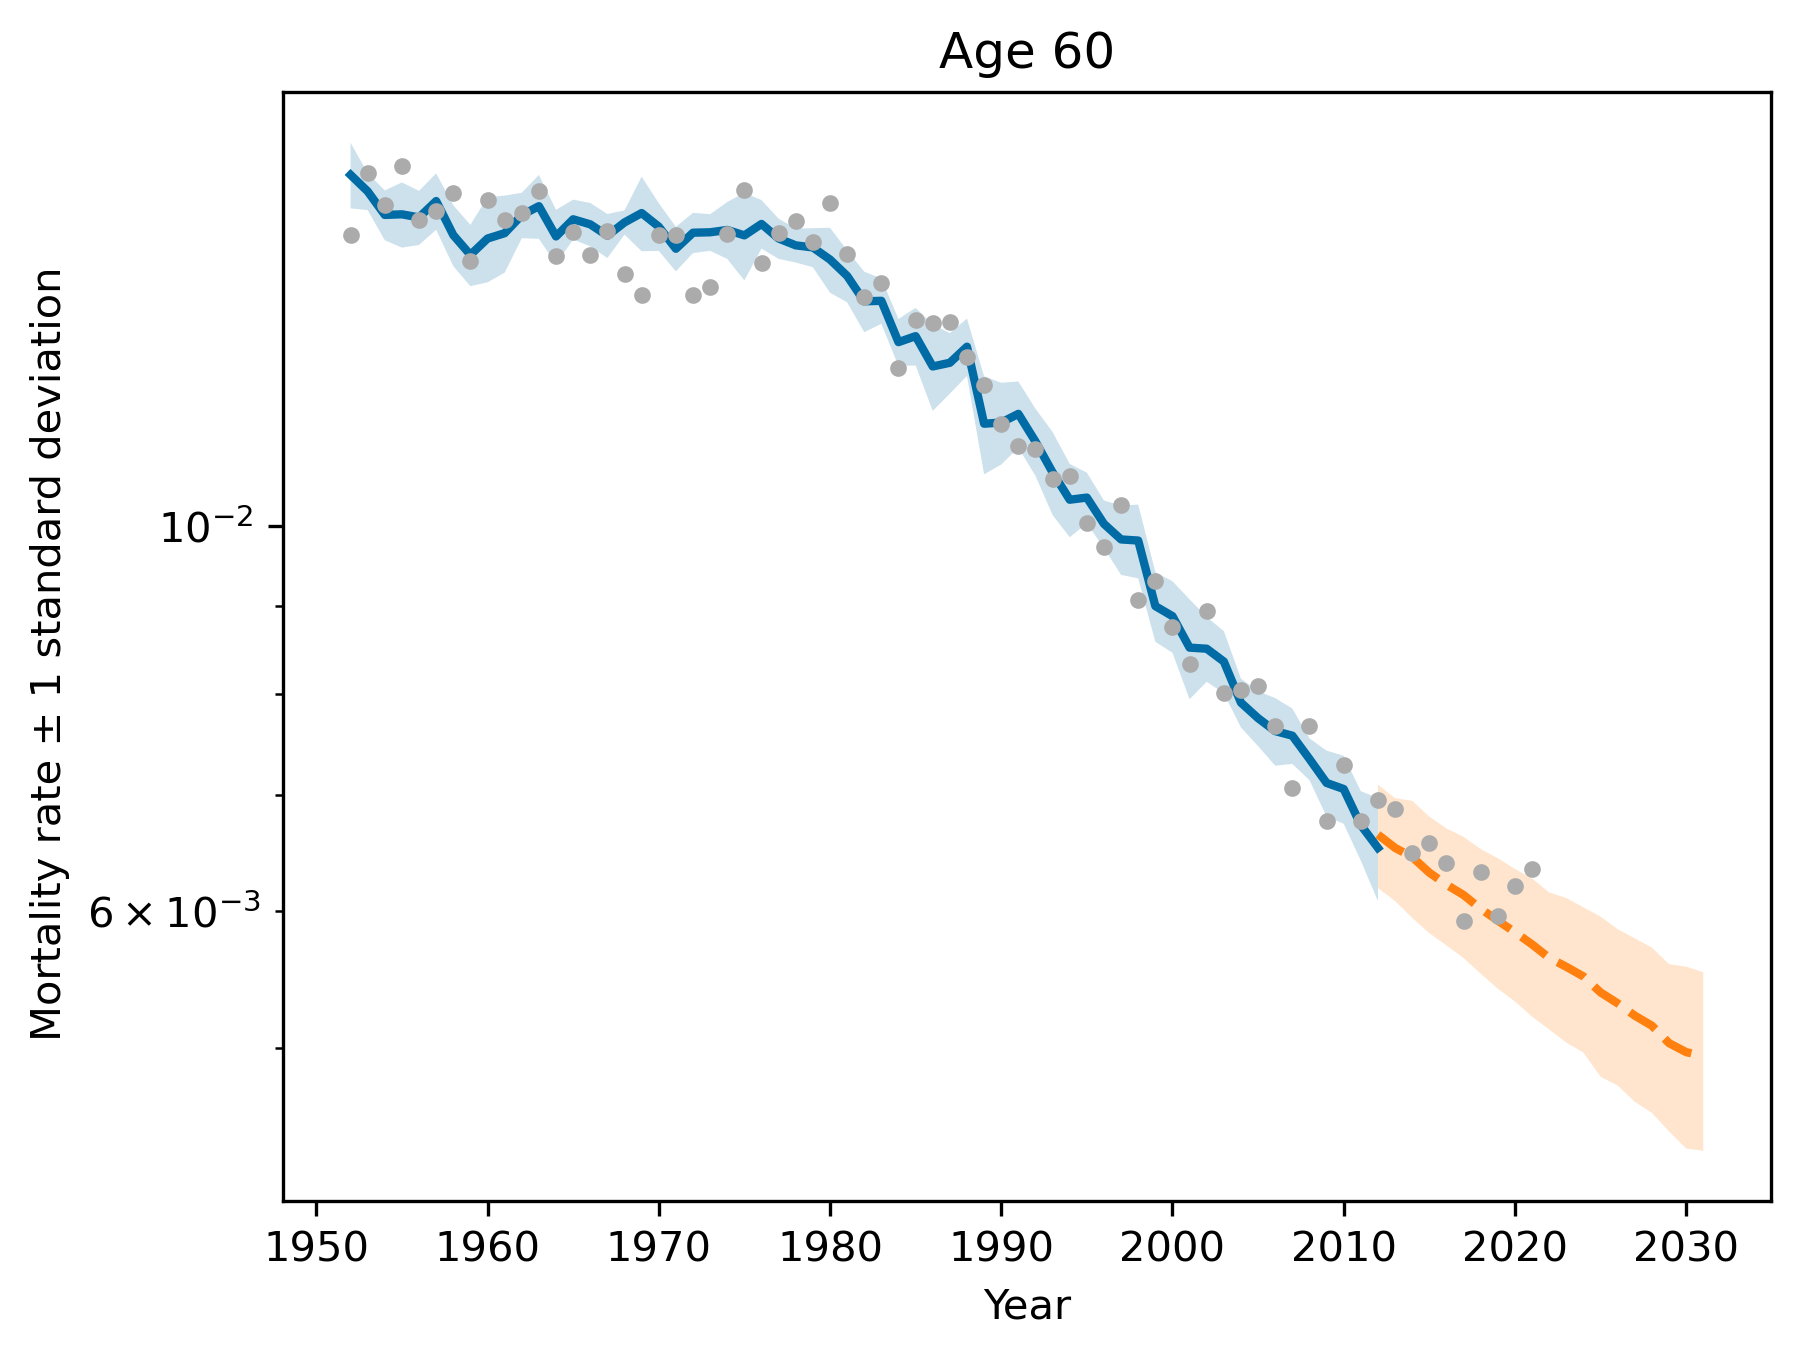 Age 60
Mortality rate ± 1 standard deviation
10⁻²
6 × 10⁻³
1950 1960 1970 1980 1990 2000 2010 2020 2030
Year